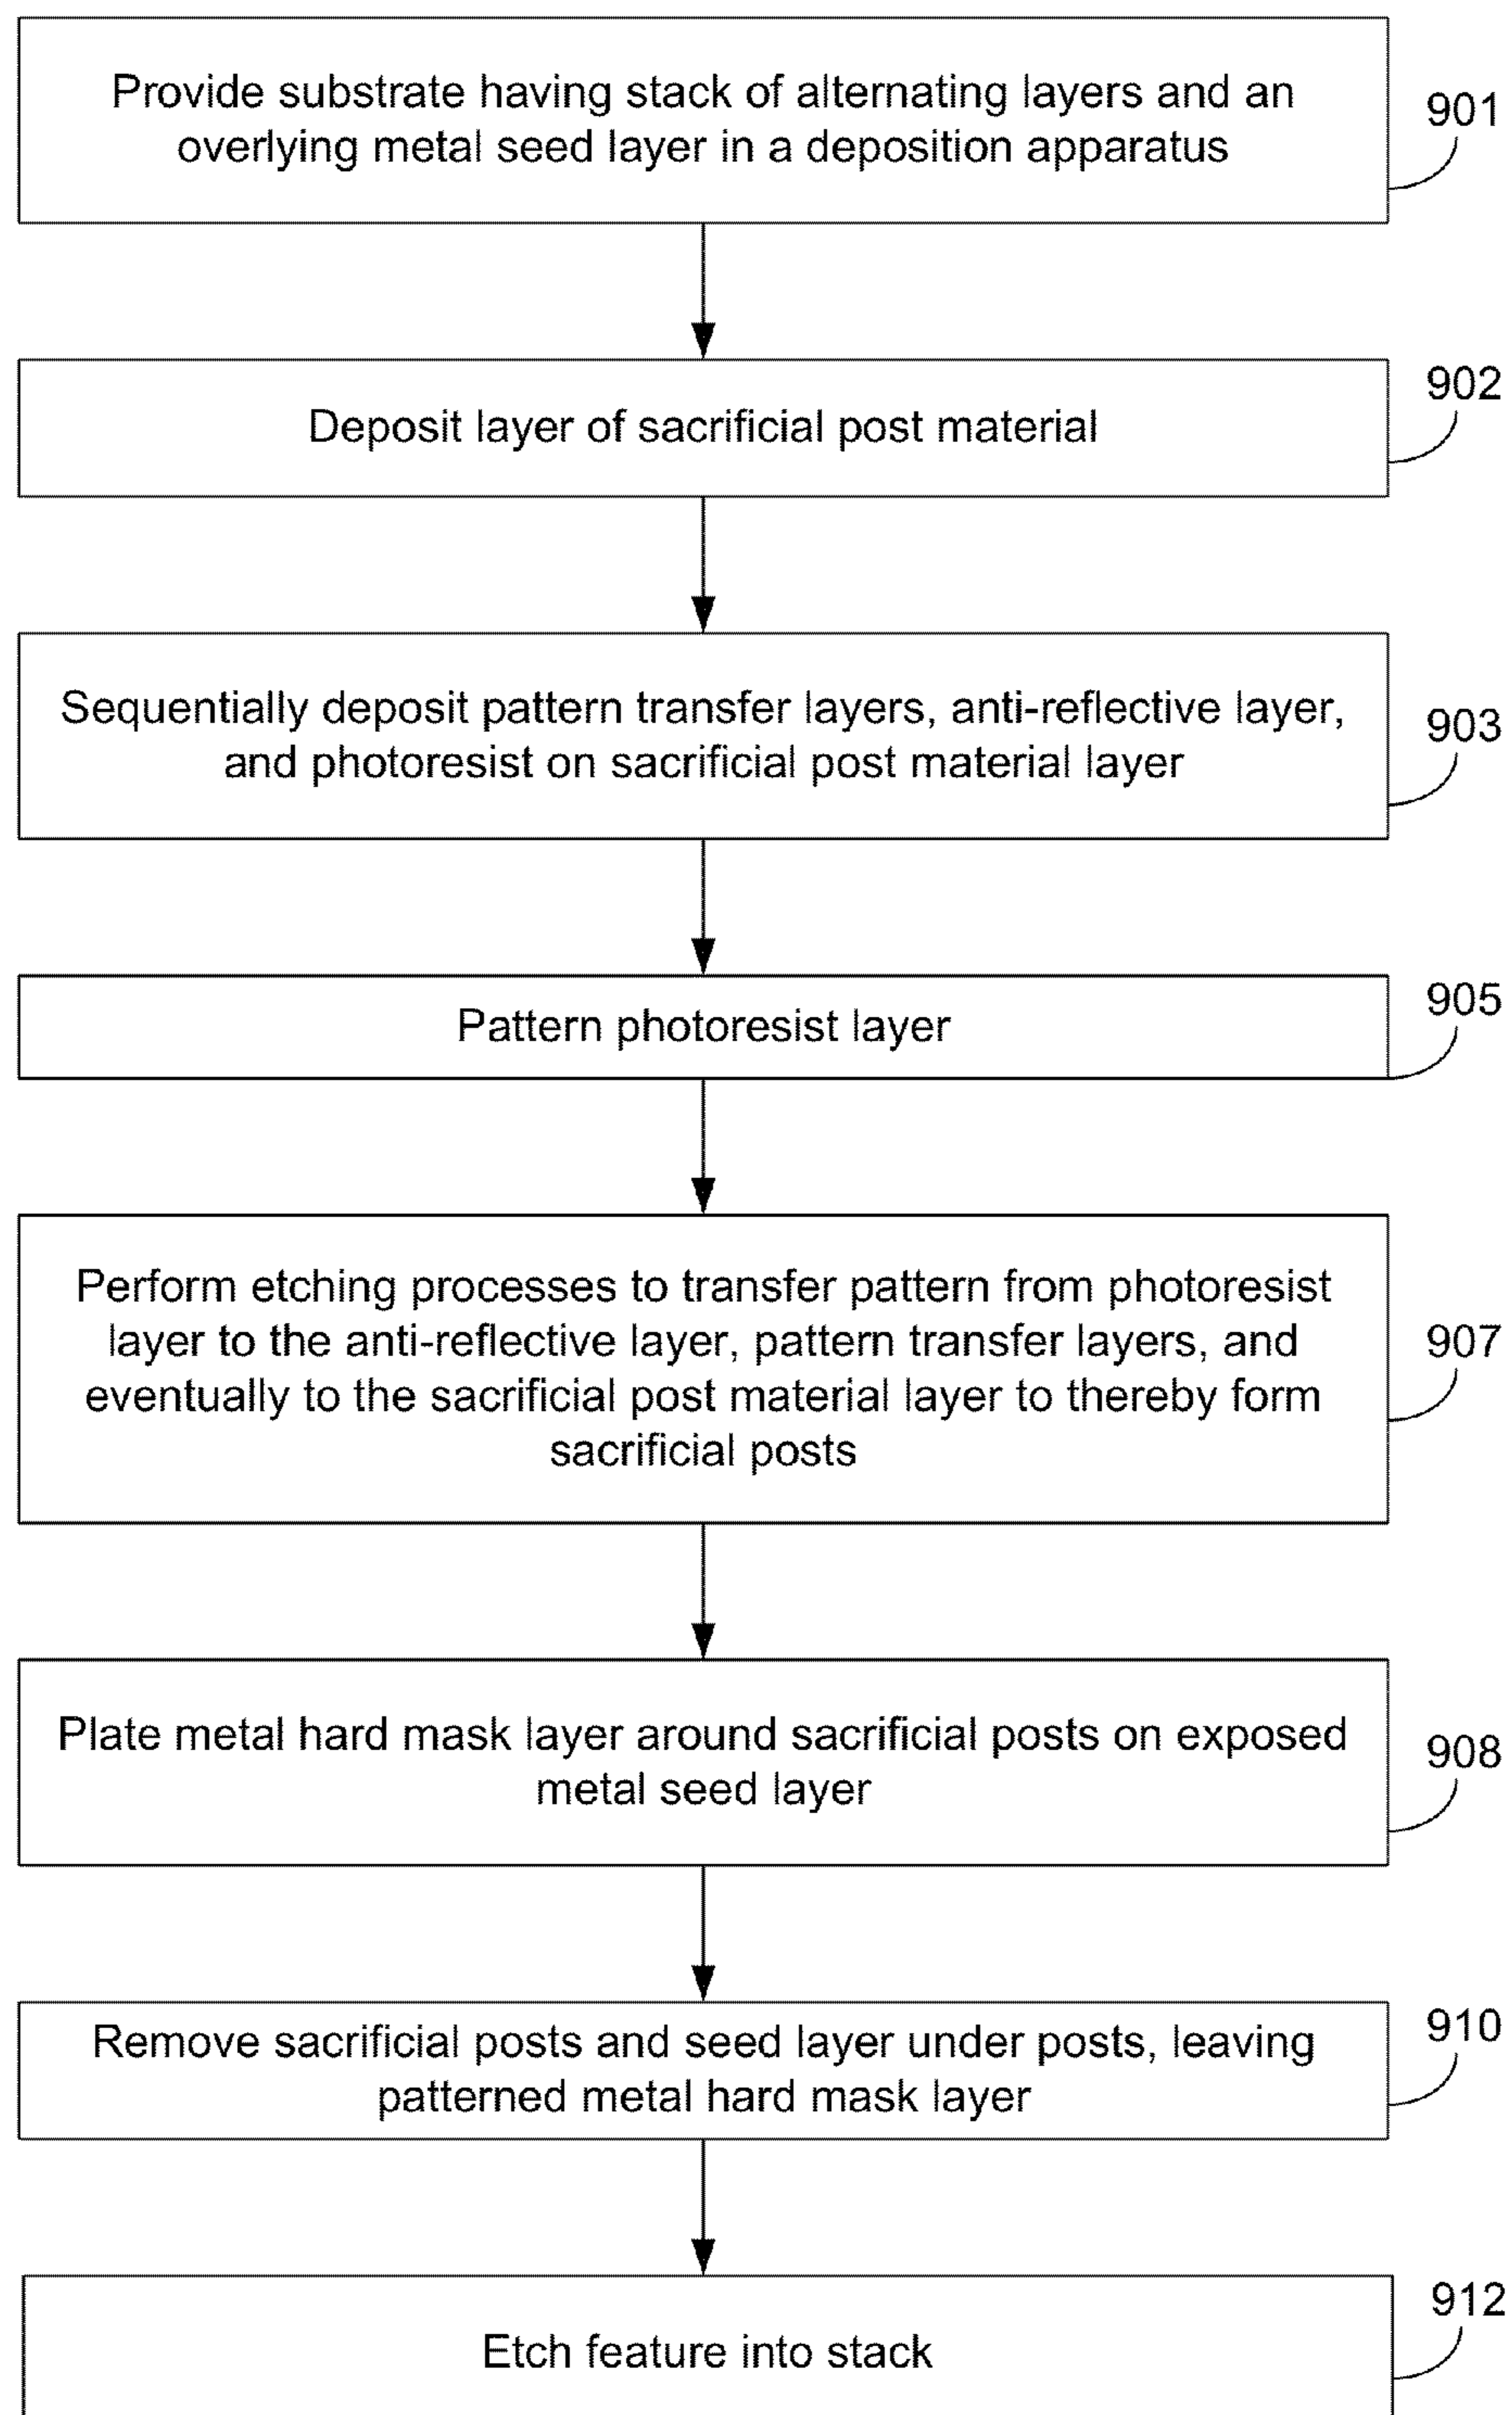 Provide substrate having stack of alternating layers and an
overlying metal seed layer in a deposition apparatus
901
Deposit layer of sacrificial post material
902
Sequentially deposit pattern transfer layers, anti-reflective layer,
and photoresist on sacrificial post material layer
903
Pattern photoresist layer
905
Perform etching processes to transfer pattern from photoresist
layer to the anti-reflective layer, pattern transfer layers, and
eventually to the sacrificial post material layer to thereby form
sacrificial posts
907
Plate metal hard mask layer around sacrificial posts on exposed
metal seed layer
908
Remove sacrificial posts and seed layer under posts, leaving
patterned metal hard mask layer
910
Etch feature into stack
912